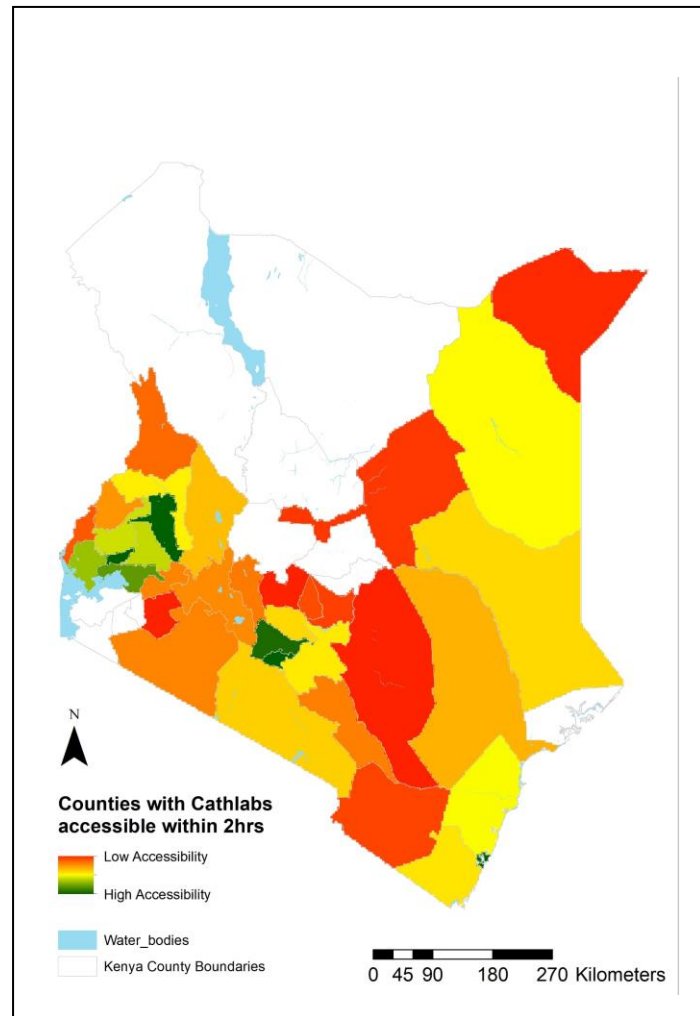 N
Counties with Cathlabs
accessible within 2hrs
Low Accessibility
High Accessibility
Water_bodies
Kenya County Boundaries
0 45 90 180 270 Kilometers